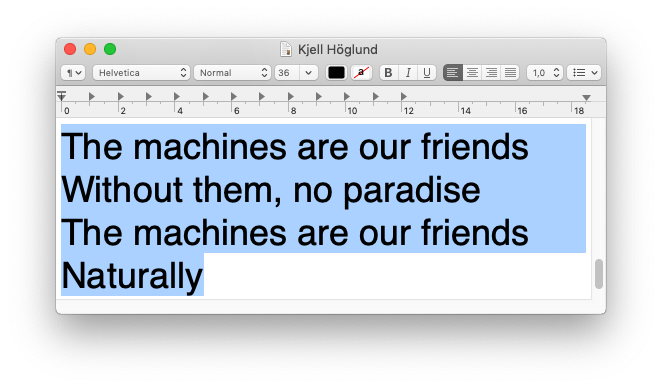 Kjell Höglund
¶ Helvetica Normal 36 a B I U 1,0
0 2 4 6 8 10 12 14 16 18
The machines are our friends
Without them, no paradise
The machines are our friends
Naturally